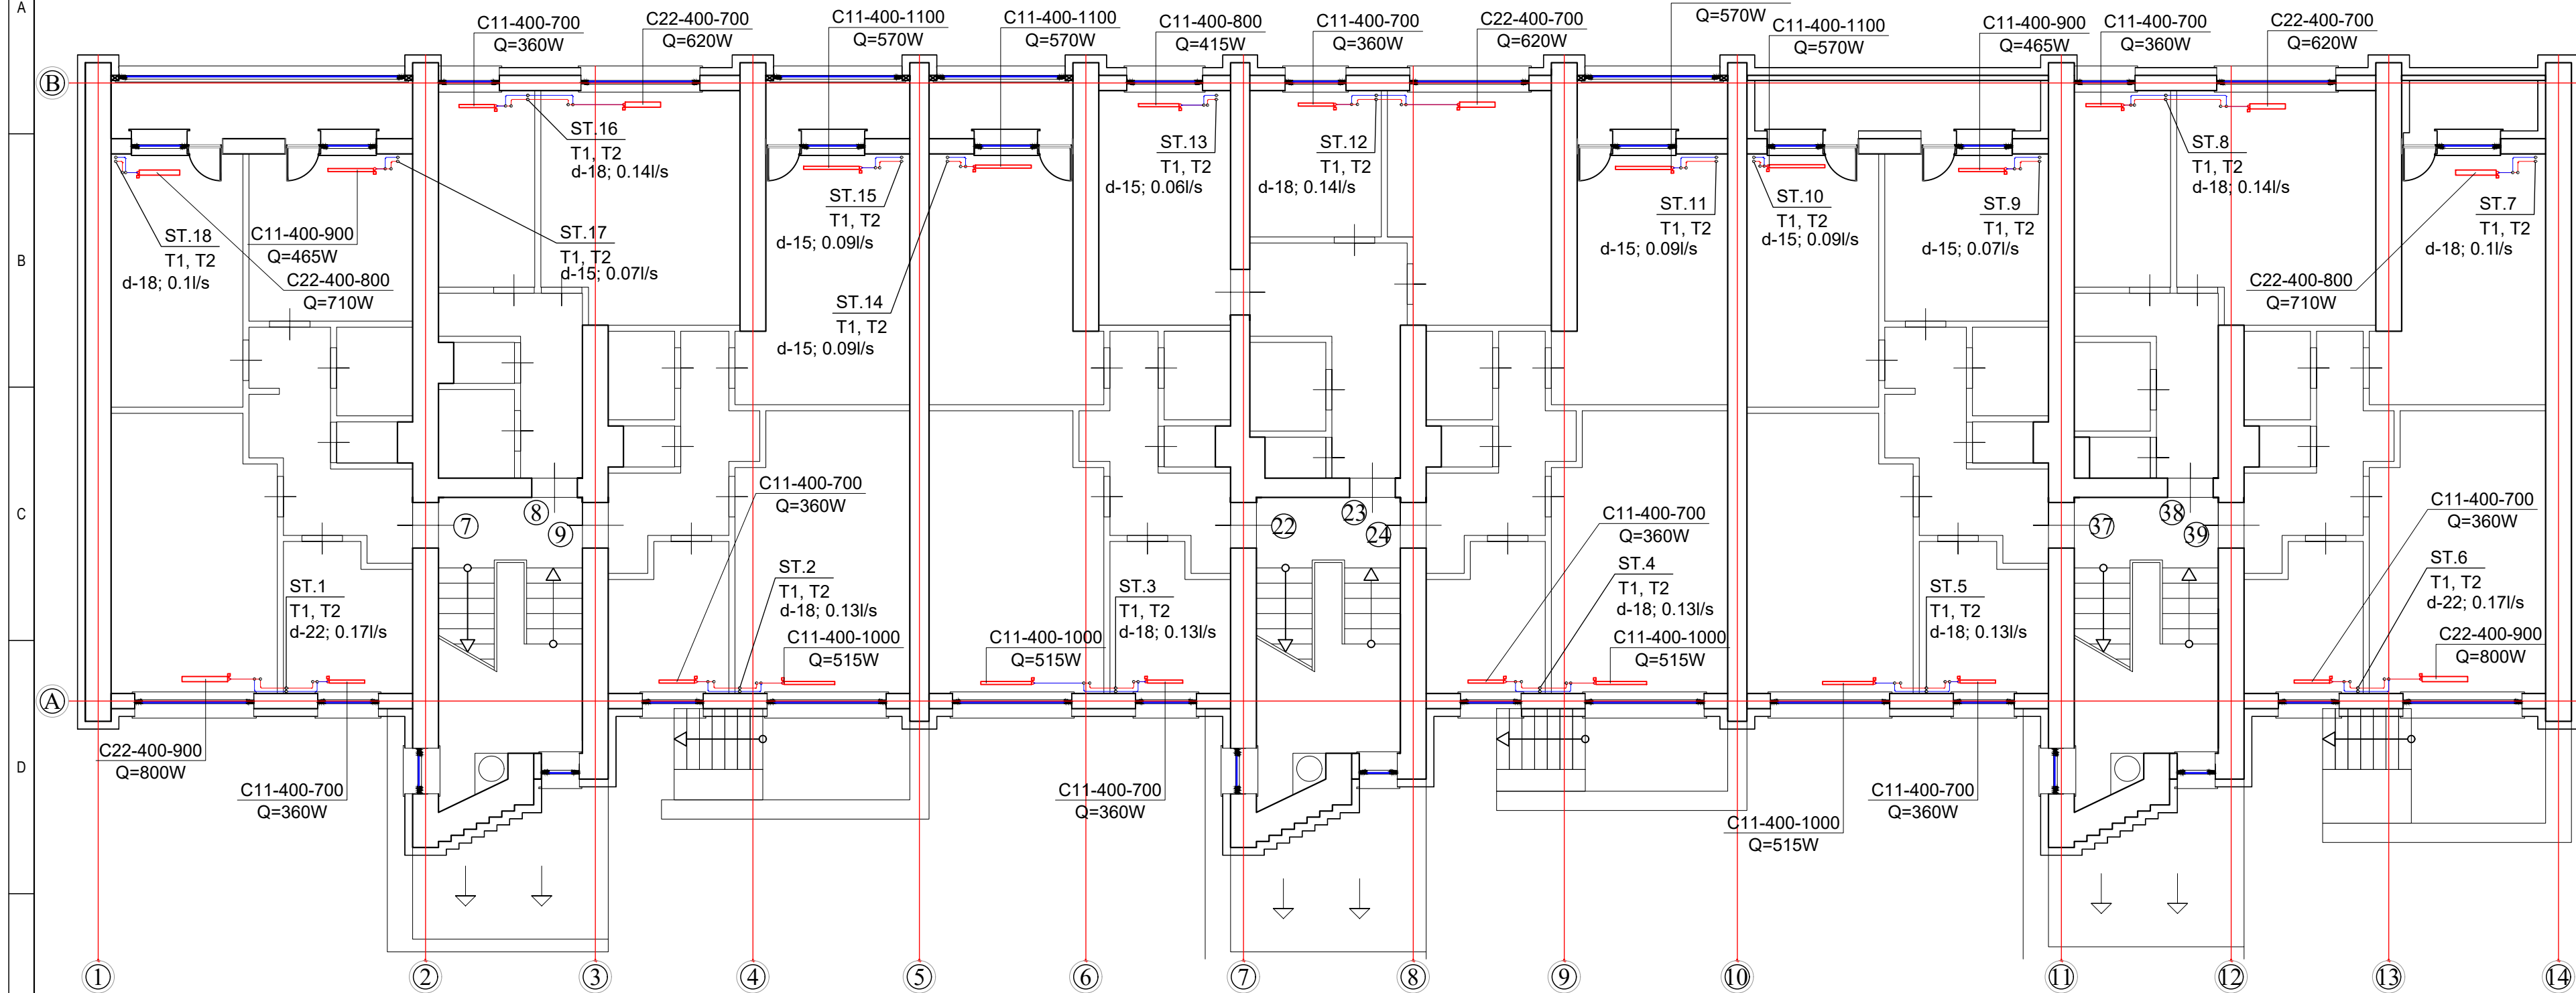 A
B
C
D
C11-400-700
Q=360W
C22-400-700
Q=620W
C11-400-1100
Q=570W
C11-400-1100
Q=570W
C11-400-800
Q=415W
C11-400-700
Q=360W
C22-400-700
Q=620W
Q=570W
C11-400-1100
Q=570W
C11-400-900
Q=465W
C11-400-700
Q=360W
C22-400-700
Q=620W
B
ST.16
T1, T2
d-18; 0.14l/s
ST.13
T1, T2
d-15; 0.06l/s
ST.12
T1, T2
d-18; 0.14l/s
ST.8
T1, T2
d-18; 0.14l/s
ST.18
T1, T2
d-18; 0.1l/s
C11-400-900
Q=465W
C22-400-800
Q=710W
ST.17
T1, T2
d-15; 0.07l/s
ST.15
T1, T2
d-15; 0.09l/s
ST.14
T1, T2
d-15; 0.09l/s
ST.11
T1, T2
d-15; 0.09l/s
ST.10
T1, T2
d-15; 0.09l/s
ST.9
T1, T2
d-15; 0.07l/s
ST.7
T1, T2
d-18; 0.1l/s
C22-400-800
Q=710W
7
8
9
22
23
24
37
38
39
C11-400-700
Q=360W
C11-400-700
Q=360W
C11-400-700
Q=360W
ST.1
T1, T2
d-22; 0.17l/s
ST.2
T1, T2
d-18; 0.13l/s
ST.3
T1, T2
d-18; 0.13l/s
ST.4
T1, T2
d-18; 0.13l/s
ST.5
T1, T2
d-18; 0.13l/s
ST.6
T1, T2
d-22; 0.17l/s
C11-400-1000
Q=515W
C11-400-1000
Q=515W
C11-400-1000
Q=515W
C22-400-900
Q=800W
A
C22-400-900
Q=800W
C11-400-700
Q=360W
C11-400-700
Q=360W
C11-400-1000
Q=515W
C11-400-700
Q=360W
1
2
3
4
5
6
7
8
9
10
11
12
13
14